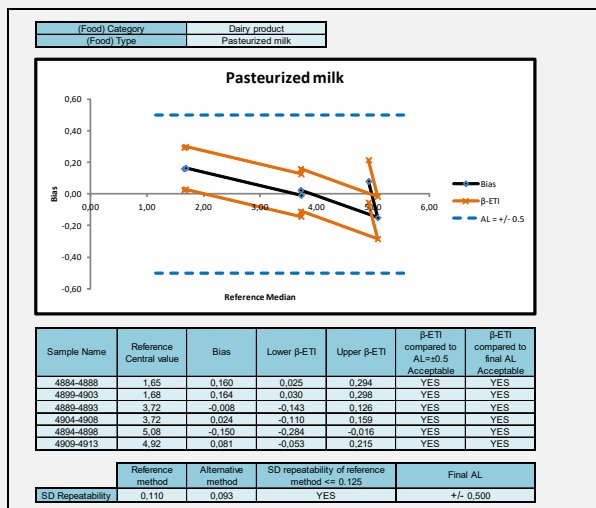 (Food) Category Dairy product
(Food) Type Pasteurized milk
Pasteurized milk
0,60
0,40
0,20
0,00
-0,20
-0,40
-0,60
0,00 1,00 2,00 3,00 4,00 5,00 6,00
Bias
Reference Median
Bias
β-ETI
AL = +/- 0.5
Sample Name Reference Central value Bias Lower β-ETI Upper β-ETI β-ETI compared to AL=±0.5 Acceptable β-ETI compared to final AL Acceptable
4884-4888 1,65 0,160 0,025 0,294 YES YES
4899-4903 1,68 0,164 0,030 0,298 YES YES
4889-4893 3,72 -0,008 -0,143 0,126 YES YES
4904-4908 3,72 0,024 -0,110 0,159 YES YES
4894-4898 5,08 -0,150 -0,284 -0,016 YES YES
4909-4913 4,92 0,081 -0,053 0,215 YES YES
Reference method Alternative method SD repeatability of reference method <= 0.125 Final AL
SD Repeatability 0,110 0,093 YES +/- 0,500